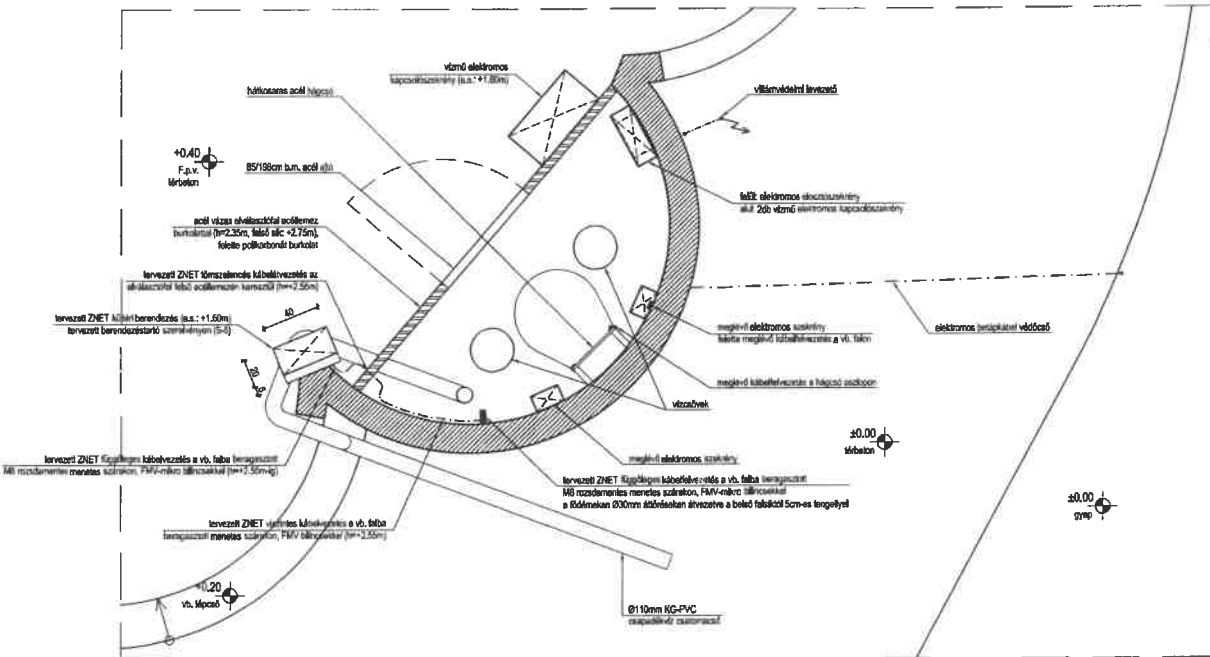 vízmű elektromos
kapcsolószekrény (a.s.: +1.80m)
hátkosaras acél hágcsó
villámvédelmi levezető
+0.40
F.p.v.
térbeton
85/198cm b.m. acél ajtó
felül: elektromos elosztószekrény
alul: 2db vízmű elektromos kapcsolószekrény
acél vázas elválasztófal acéllemez
burkolattal (h=2.35m, felső sík: +2.75m),
felette polikarbonát burkolat
tervezett ZNET tömszelencés kábelátvezetés az
elválasztófal felső acéllemezén keresztül (h=+2.55m)
40
tervezett ZNET kültéri berendezés (a.s.: +1.60m)
tervezett berendezéstartó szerelvényen
meglévő elektromos szekrény
felette meglévő kábelfelvezetés a vb. falon
elektromos betápkábel védőcső
20
meglévő kábelfelvezetés a hágcsó oszlopon
vízcsövek
±0.00
térbeton
tervezett ZNET függőleges kábelvezetés a vb. falba beragasztott
M8 rozsdamentes menetes szárakon, FMV-mikro bilincsekkel (h=+2.55m-ig)
meglévő elektromos szekrény
tervezett ZNET függőleges kábelfelvezetés a vb. falba beragasztott
M8 rozsdamentes menetes szárakon, FMV-mikro bilincsekkel
a födémeken Ø30mm átfúrásokon átvezetve a belső falsíktól 5cm-es tengellyel
±0.00
gyep
tervezett ZNET vízszintes kábelvezetés a vb. falba
beragasztott menetes szárakon, FMV bilincsekkel (h=+2.55m)
+0.20
vb. lépcső
Ø110mm KG-PVC
csapadékvíz csatornacső